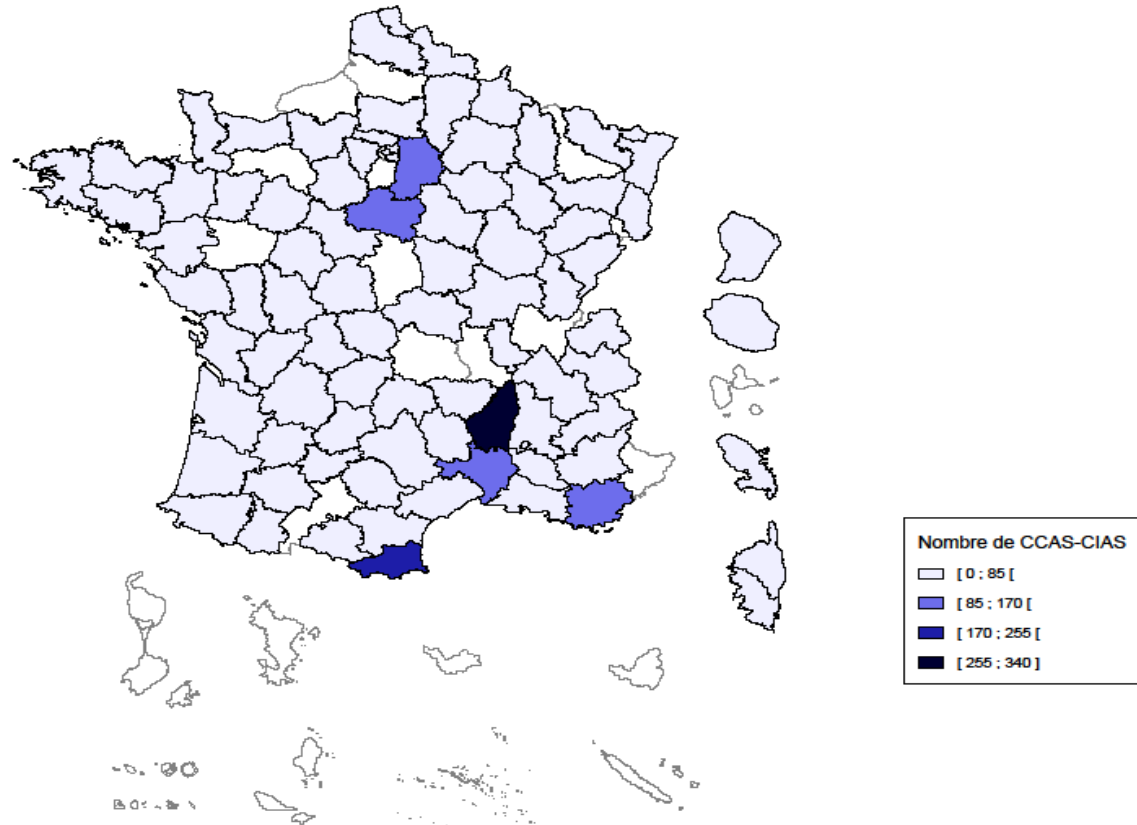 Nombre de CCAS-CIAS
[ 0 ; 85 [
[ 85 ; 170 [
[ 170 ; 255 [
[ 255 ; 340 ]